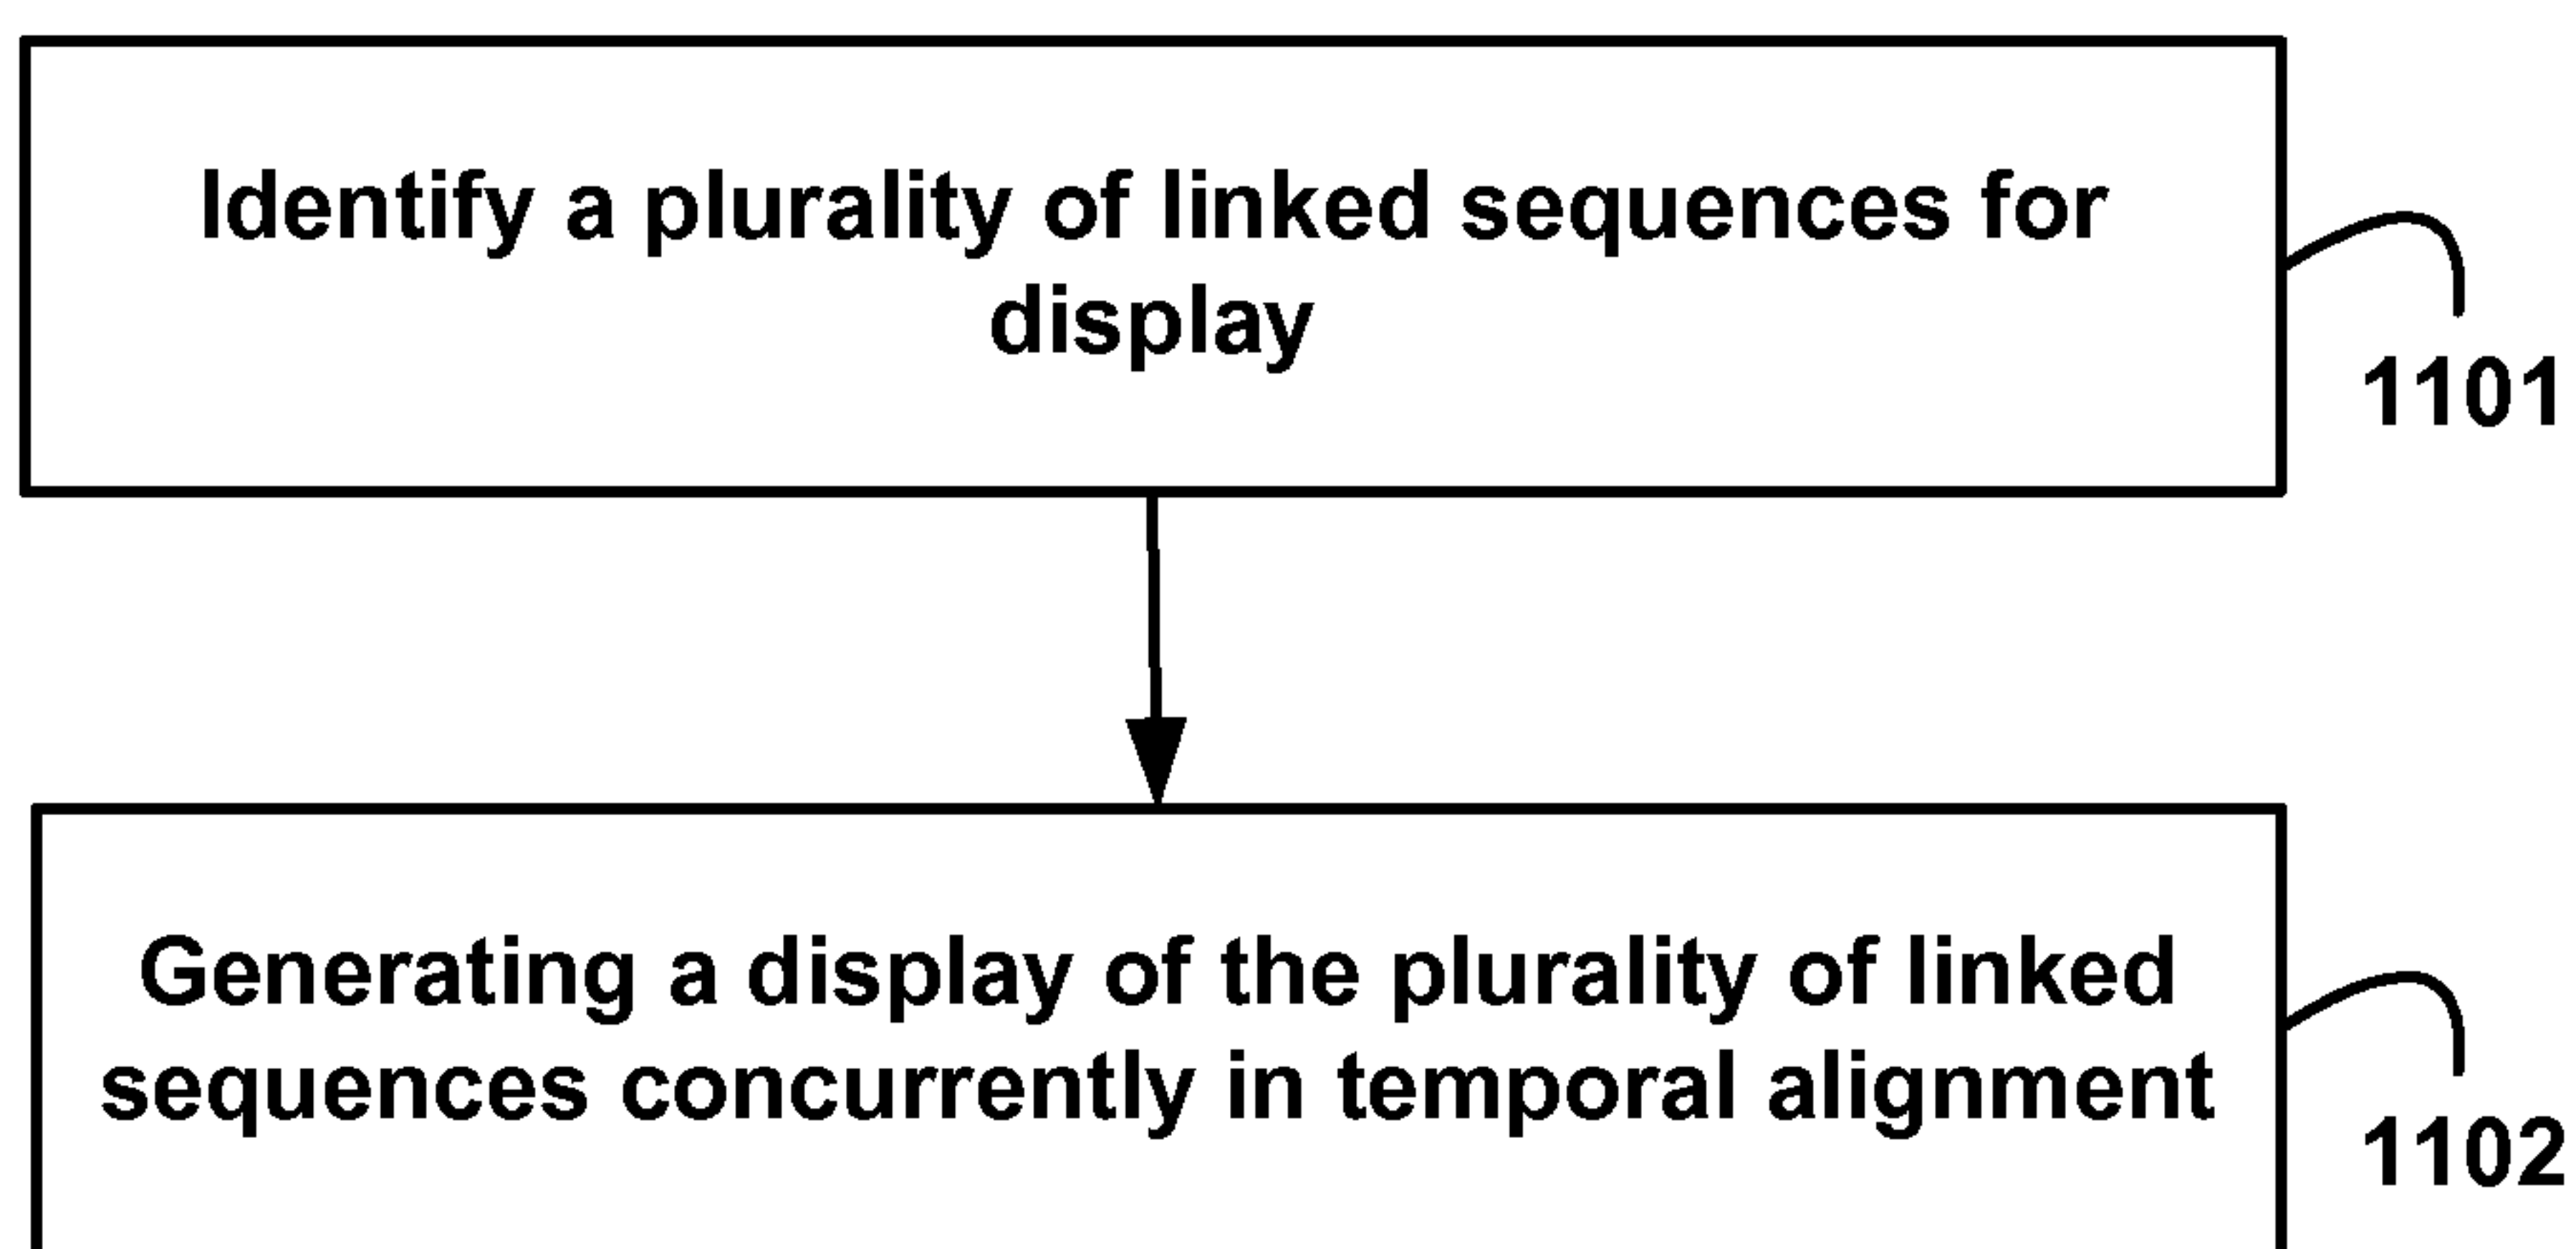 Identify a plurality of linked sequences for
display
1101
Generating a display of the plurality of linked
sequences concurrently in temporal alignment
1102